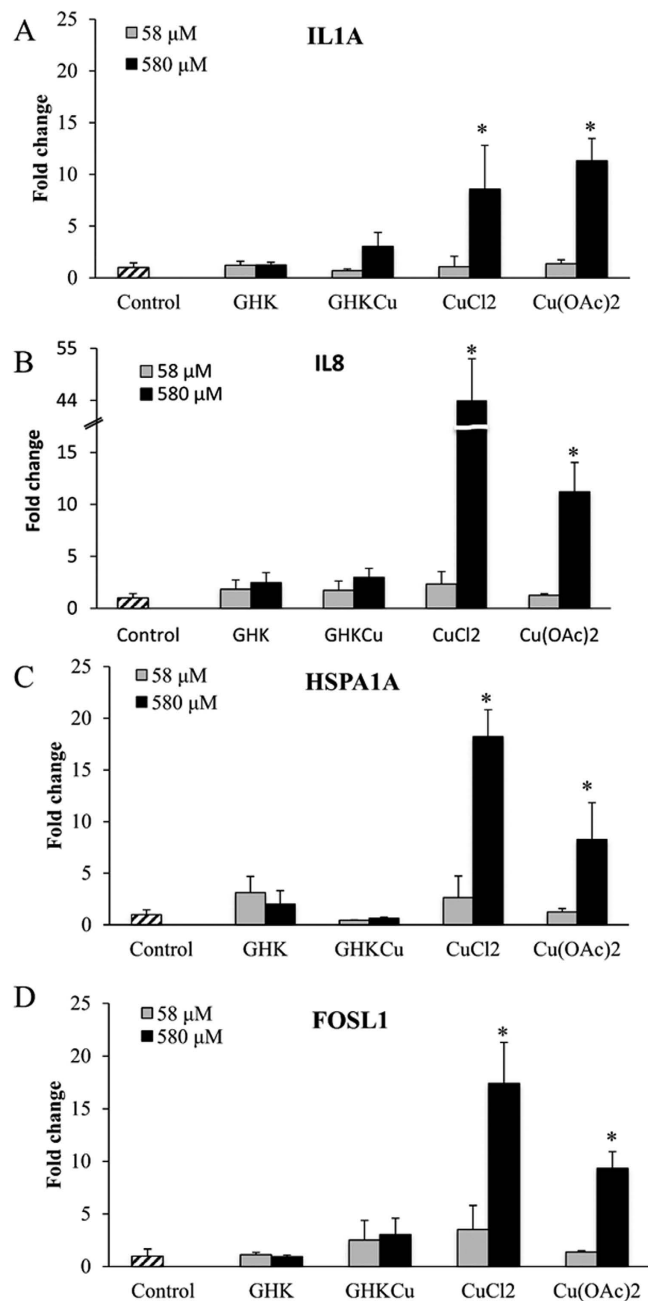 A
IL1A
58 μM
580 μM
Fold change
25
20
15
10
5
0
*
*
Control GHK GHKCu CuCl2 Cu(OAc)2
B
IL8
58 μM
580 μM
Fold change
55
44
15
10
5
0
*
*
Control GHK GHKCu CuCl2 Cu(OAc)2
C
HSPA1A
58 μM
580 μM
Fold change
25
20
15
10
5
0
*
*
Control GHK GHKCu CuCl2 Cu(OAc)2
D
FOSL1
58 μM
580 μM
Fold change
25
20
15
10
5
0
*
*
Control GHK GHKCu CuCl2 Cu(OAc)2